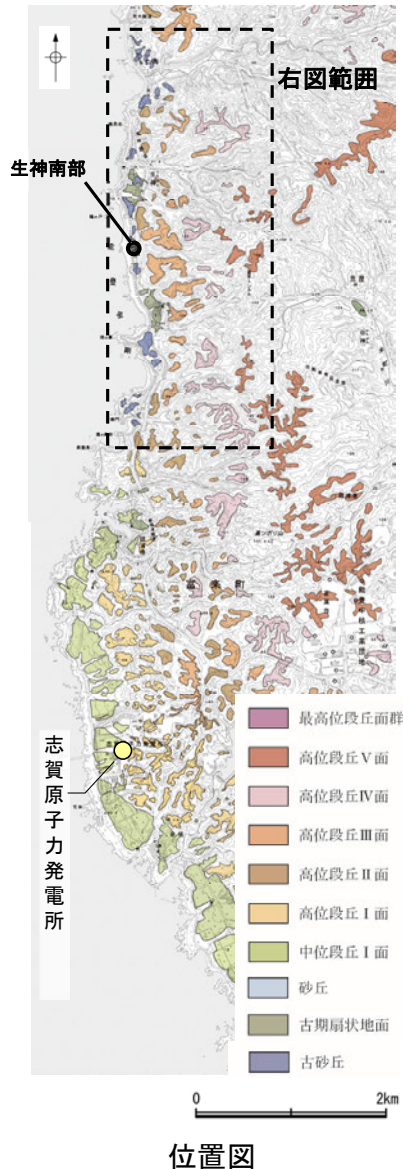 右図範囲
生神南部
富来町
志賀原子力発電所
最高位段丘面群
高位段丘Ⅴ面
高位段丘Ⅳ面
高位段丘Ⅲ面
高位段丘Ⅱ面
高位段丘Ⅰ面
中位段丘Ⅰ面
砂丘
古期扇状地面
古砂丘
0
2km
位置図